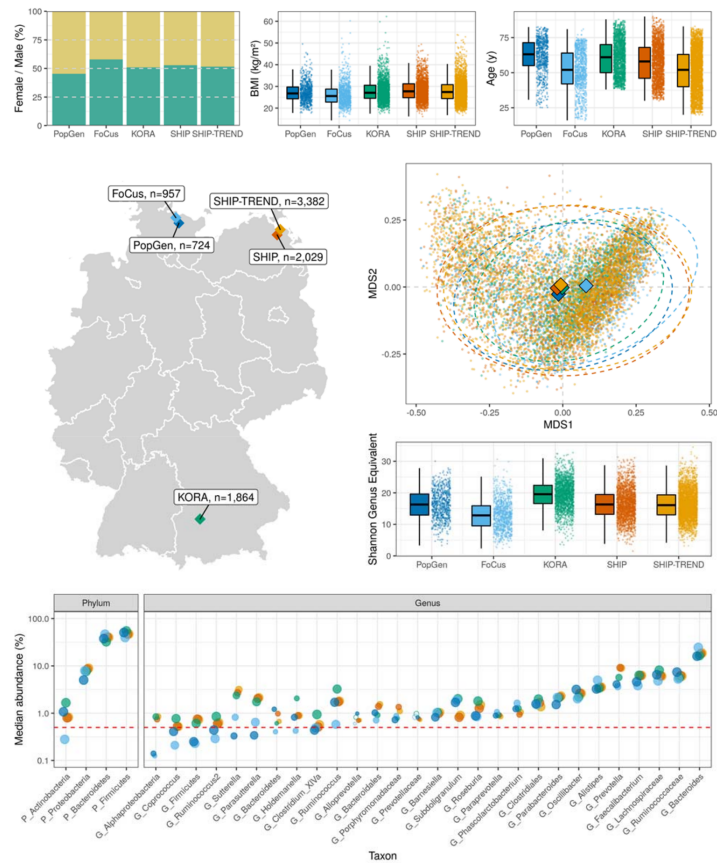 Female / Male (%)
100
75
50
25
0
PopGen FoCus KORA SHIP SHIP-TREND
BMI (kg/m²)
60
50
40
30
20
PopGen FoCus KORA SHIP SHIP-TREND
Age (y)
75
50
25
PopGen FoCus KORA SHIP SHIP-TREND
FoCus, n=957
SHIP-TREND, n=3,382
PopGen, n=724
SHIP, n=2,029
KORA, n=1,864
MDS2
0.50
0.25
0.00
-0.25
-0.50 -0.25 0.00 0.25 0.50
MDS1
Shannon Genus Equivalent
30
20
10
0
PopGen FoCus KORA SHIP SHIP-TREND
Phylum Genus
Median abundance (%)
100.0
10.0
1.0
0.1
P_Actinobacteria
P_Proteobacteria
P_Bacteroidetes
P_Firmicutes
G_Alphaproteobacteria
G_Coprococcus
G_Firmicutes
G_Ruminococcus2
G_Sutterella
G_Parasutterella
G_Bacteroidetes
G_Holdemanella
G_Clostridium_XIVa
G_Ruminococcus
G_Alloprevotella
G_Bacteroidales
G_Porphyromonadaceae
G_Prevotellaceae
G_Barnesiella
G_Subdoligranulum
G_Roseburia
G_Paraprevotella
G_Phascolarctobacterium
G_Clostridiales
G_Parabacteroides
G_Oscillibacter
G_Alistipes
G_Prevotella
G_Faecalibacterium
G_Lachnospiraceae
G_Ruminococcaceae
G_Bacteroides
Taxon